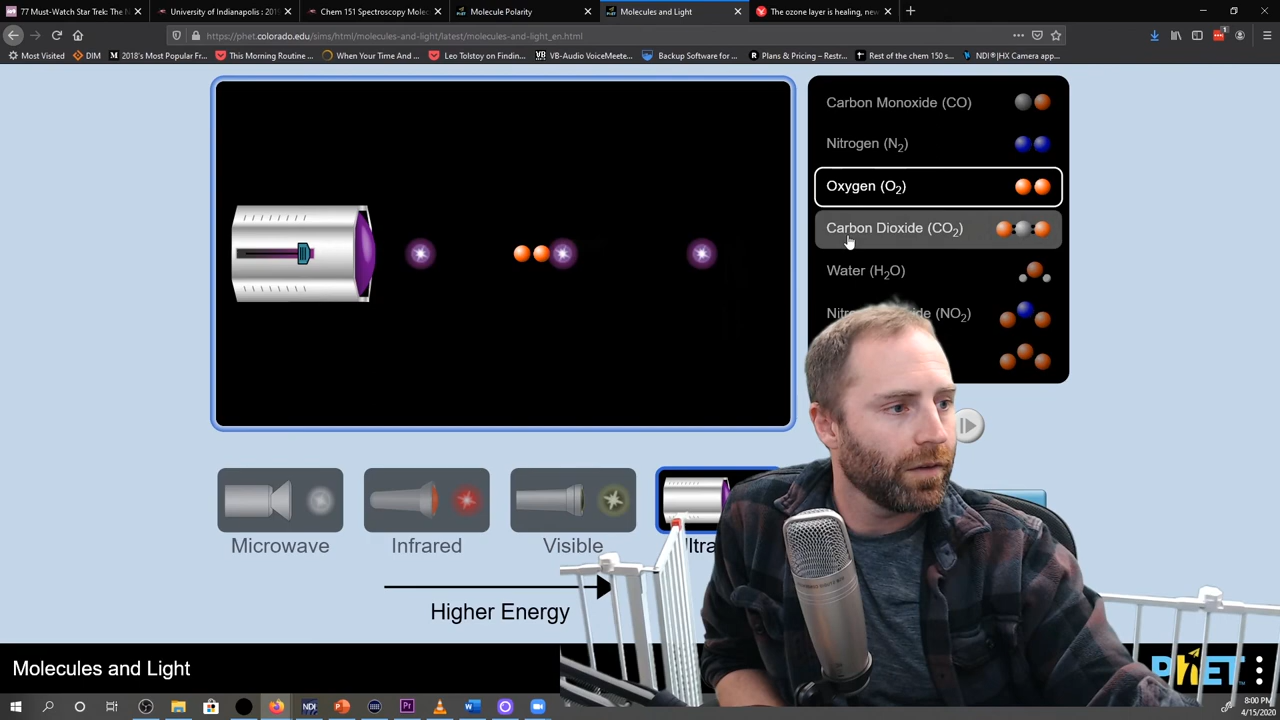 77 Must-Watch Star Trek: The N
University of Indianapolis : 2019
Chem 151 Spectroscopy Molec
Molecule Polarity
Molecules and Light
The ozone layer is healing, new
https://phet.colorado.edu/sims/html/molecules-and-light/latest/molecules-and-light_en.html
Most Visited
DIM
2018's Most Popular Fr...
This Morning Routine ...
When Your Time And ...
Leo Tolstoy on Findin...
VB-Audio VoiceMeete...
Backup Software for ...
Plans & Pricing – Restr...
Rest of the chem 150 s...
NDI®|HX Camera app...
Carbon Monoxide (CO)
Nitrogen (N2)
Oxygen (O2)
Carbon Dioxide (CO2)
Water (H2O)
(NO2)
Microwave
Infrared
Visible
Higher Energy
Molecules and Light
PhET
8:00 PM
4/15/2020